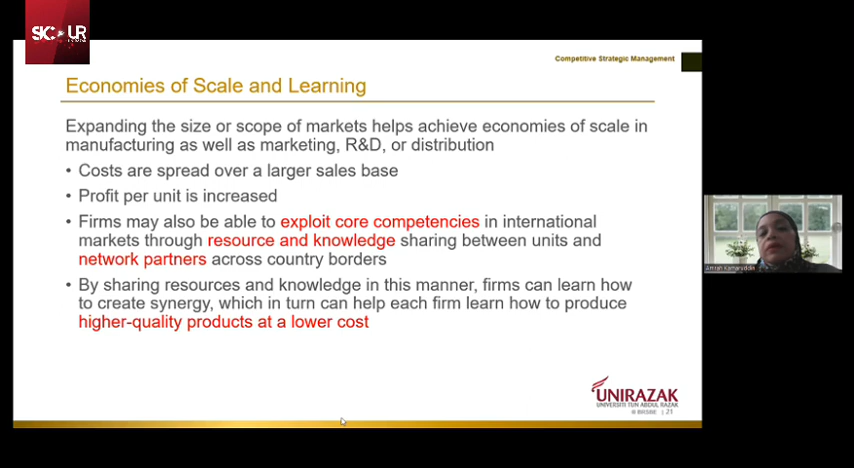 Competitive Strategic Management
Economies of Scale and Learning
Expanding the size or scope of markets helps achieve economies of scale in
manufacturing as well as marketing, R&D, or distribution
• Costs are spread over a larger sales base
• Profit per unit is increased
• Firms may also be able to exploit core competencies in international
markets through resource and knowledge sharing between units and
network partners across country borders
• By sharing resources and knowledge in this manner, firms can learn how
to create synergy, which in turn can help each firm learn how to produce
higher-quality products at a lower cost
UNIRAZAK
UNIVERSITI TUN ABDUL RAZAK
| 21